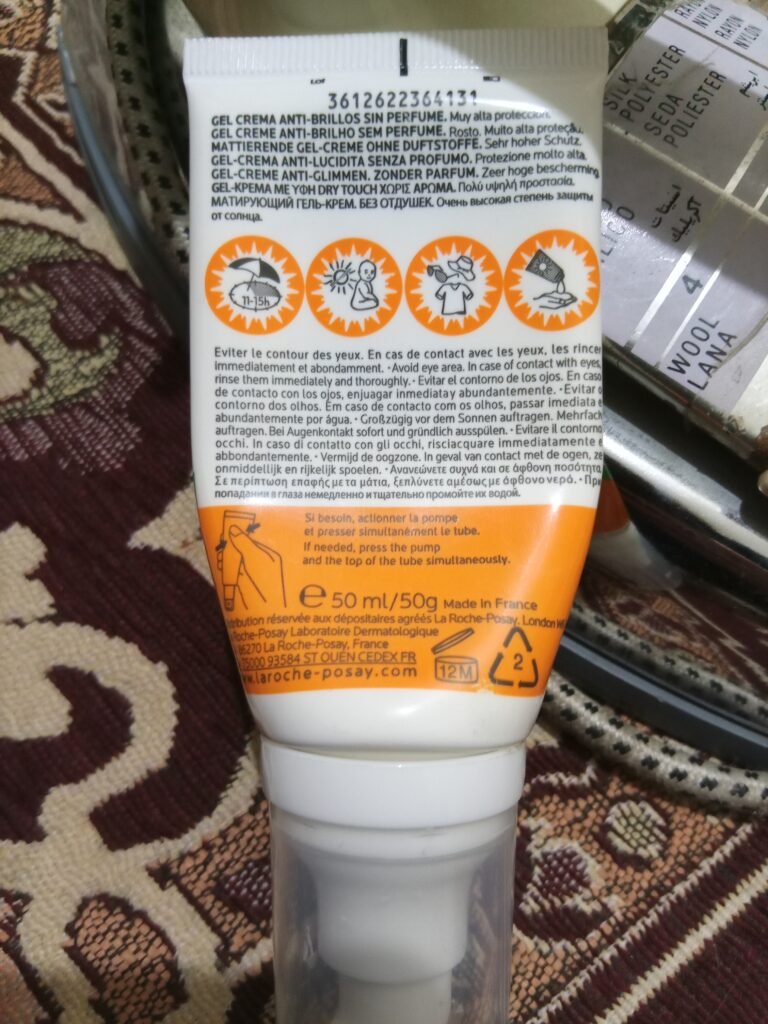 3612622364131
GEL CREMA ANTI-BRILLOS SIN PERFUME. Muy alta protección.
GEL CREME ANTI-BRILHO SEM PERFUME. Rosto. Muito alta proteção.
MATTIERENDE GEL-CREME OHNE DUFTSTOFFE. Sehr hoher Schutz.
GEL-CREMA ANTI-LUCIDITA SENZA PROFUMO. Protezione molto alta.
GEL-CREME ANTI-GLIMMEN. ZONDER PARFUM. Zeer hoge bescherming
GEL-ΚΡΕΜΑ ΜΕ ΥΦΗ DRY TOUCH ΧΩΡΙΣ ΑΡΩΜΑ. Πολύ υψηλή προστασία.
МАТИРУЮЩИЙ ГЕЛЬ-КРЕМ. БЕЗ ОТДУШЕК. Очень высокая степень защиты
от солнца.
11-15h
Eviter le contour des yeux. En cas de contact avec les yeux, les rincer
immédiatement et abondamment. • Avoid eye area. In case of contact with eyes,
rinse them immediately and thoroughly. • Evitar el contorno de los ojos. En caso
de contacto con los ojos, enjuagar inmediata y abundamente. • Evitar o
contorno dos olhos. Em caso de contacto com os olhos, passar imediata e
abundantemente por água. • Großzügig vor dem Sonnen auftragen. Mehrfach
auftragen. Bei Augenkontakt sofort und gründlich ausspülen. • Evitare il contorno
occhi. In caso di contatto con gli occhi, risciacquare immediatamente e
abbondantemente. • Vermijd de oogzone. In geval van contact met de ogen, ze
onmiddellijk en rijkelijk spoelen. • Ανανεώνετε συχνά και σε άφθονη ποσότητα.
Σε περίπτωση επαφής με τα μάτια, ξεπλύνετε αμέσως με άφθονο νερό. • При
попадании в глаза немедленно и тщательно промойте их водой.
Si besoin, actionner la pompe
et presser simultanément le tube.
If needed, press the pump
and the top of the tube simultaneously.
e 50 ml/50g Made in France
réservée aux dépositaires agréés La Roche-Posay. London
Roche-Posay Laboratoire Dermatologique
86270 La Roche-Posay, France
75000 93584 ST OUEN CEDEX FR
w.laroche-posay.com
12M
2
RAYON
NYLON
RAYON
NYLON
SILK
POLYESTER
SEDA
POLIESTER
4
WOOL
LANA